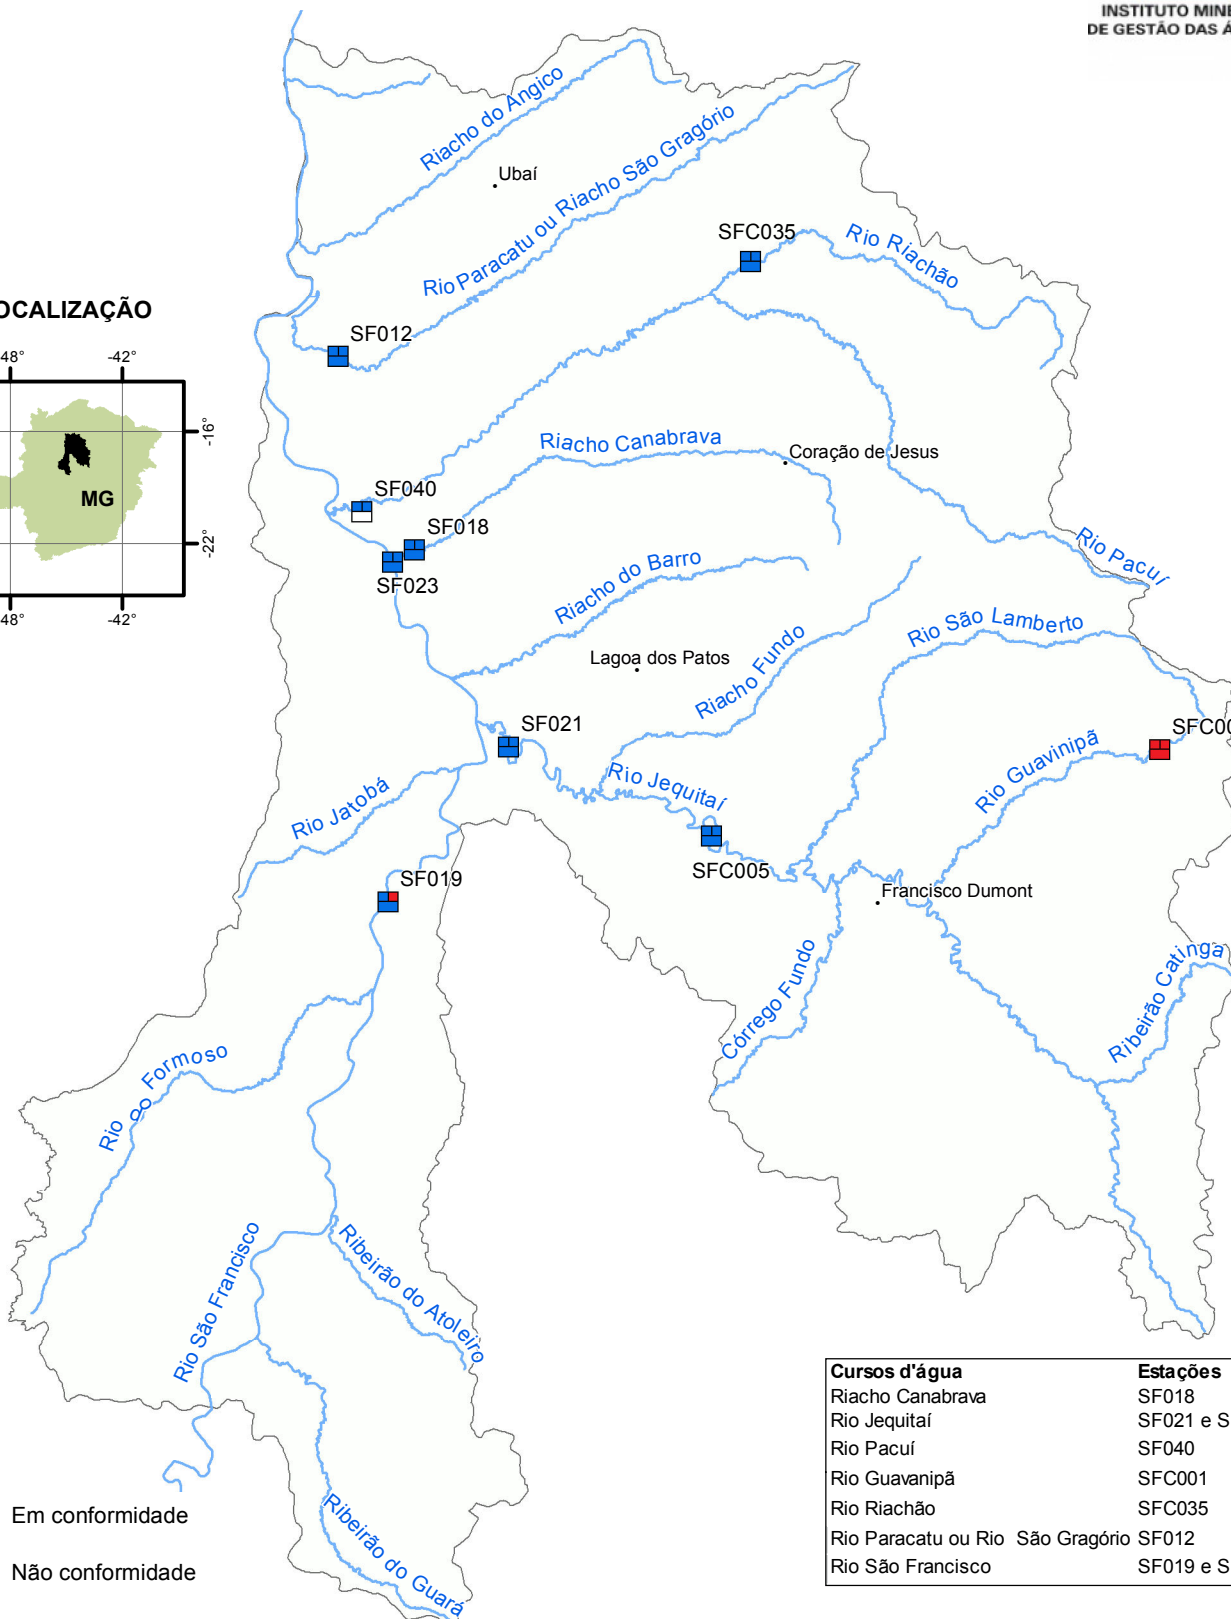 INSTITUTO MINE
DE GESTÃO DAS Á
Riacho do Angico
Ubaí
Rio Paracatu ou Riacho São Gragório
SFC035
Rio Riachão
OCALIZAÇÃO
SF012
48° -42°
-16°
MG
-22°
48° -42°
Riacho Canabrava
Coração de Jesus
SF040
SF018
SF023
Rio Pacuí
Riacho do Barro
Rio São Lamberto
Lagoa dos Patos
Riacho Fundo
SF021
SFC00
Rio Guavinipã
Rio Jequitaí
Rio Jatobá
SFC005
SF019
Francisco Dumont
Córrego Fundo
Ribeirão Catinga
Rio do Formoso
Rio São Francisco
Ribeirão do Atoleiro
Ribeirão do Guará
Cursos d'água Estações
Riacho Canabrava SF018
Rio Jequitaí SF021 e S
Rio Pacuí SF040
Rio Guavanipã SFC001
Rio Riachão SFC035
Rio Paracatu ou Rio São Gragório SF012
Rio São Francisco SF019 e S
Em conformidade
Não conformidade